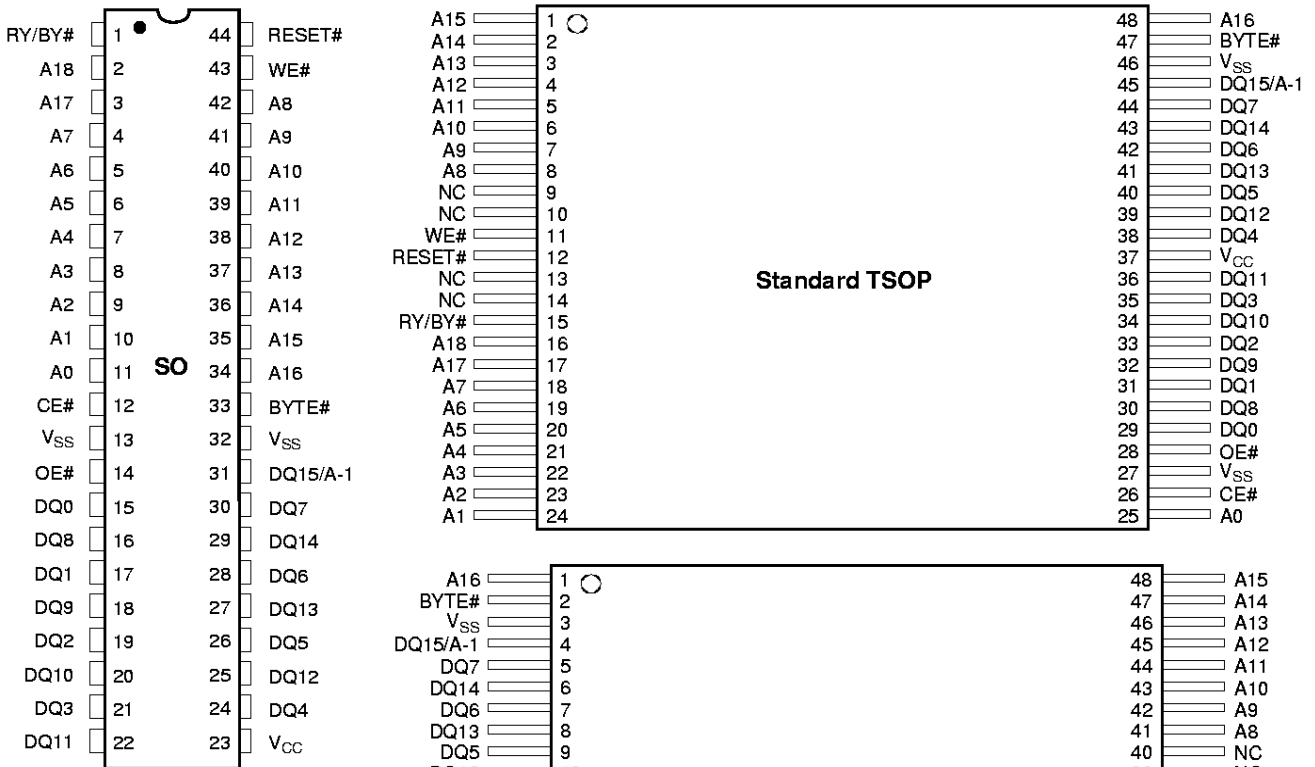 RY/BY# 1 44 RESET#
A18 2 43 WE#
A17 3 42 A8
A7 4 41 A9
A6 5 40 A10
A5 6 39 A11
A4 7 38 A12
A3 8 37 A13
A2 9 36 A14
A1 10 35 A15
A0 11 SO 34 A16
CE# 12 33 BYTE#
VSS 13 32 VSS
OE# 14 31 DQ15/A-1
DQ0 15 30 DQ7
DQ8 16 29 DQ14
DQ1 17 28 DQ6
DQ9 18 27 DQ13
DQ2 19 26 DQ5
DQ10 20 25 DQ12
DQ3 21 24 DQ4
DQ11 22 23 VCC
A15 1 48 A16
A14 2 47 BYTE#
A13 3 46 VSS
A12 4 45 DQ15/A-1
A11 5 44 DQ7
A10 6 43 DQ14
A9 7 42 DQ6
A8 8 41 DQ13
NC 9 40 DQ5
NC 10 39 DQ12
WE# 11 38 DQ4
RESET# 12 37 VCC
NC 13 Standard TSOP 36 DQ11
NC 14 35 DQ3
RY/BY# 15 34 DQ10
A18 16 33 DQ2
A17 17 32 DQ9
A7 18 31 DQ1
A6 19 30 DQ8
A5 20 29 DQ0
A4 21 28 OE#
A3 22 27 VSS
A2 23 26 CE#
A1 24 25 A0
A16 1 48 A15
BYTE# 2 47 A14
VSS 3 46 A13
DQ15/A-1 4 45 A12
DQ7 5 44 A11
DQ14 6 43 A10
DQ6 7 42 A9
DQ13 8 41 A8
DQ5 9 40 NC